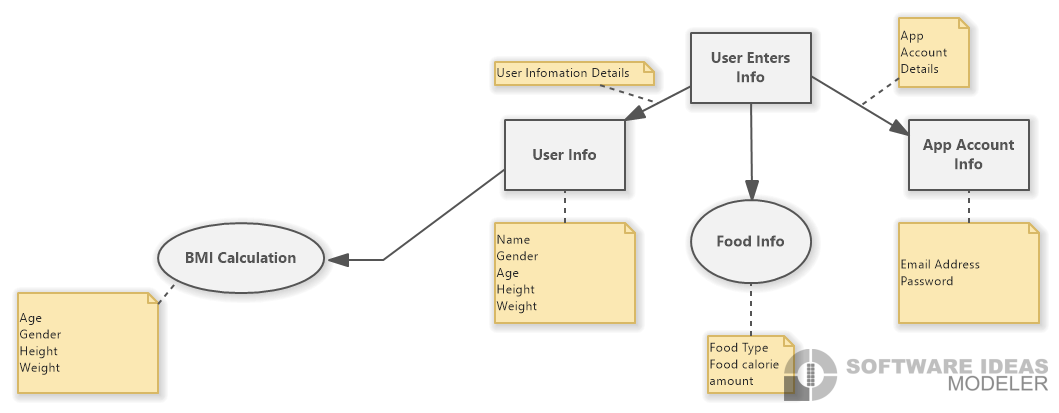 User Enters
Info
App
Account
Details
User Infomation Details
User Info
App Account
Info
Name
Gender
Age
Height
Weight
Food Info
Email Address
Password
BMI Calculation
Age
Gender
Height
Weight
Food Type
Food calorie
amount
SOFTWARE IDEAS
MODELER